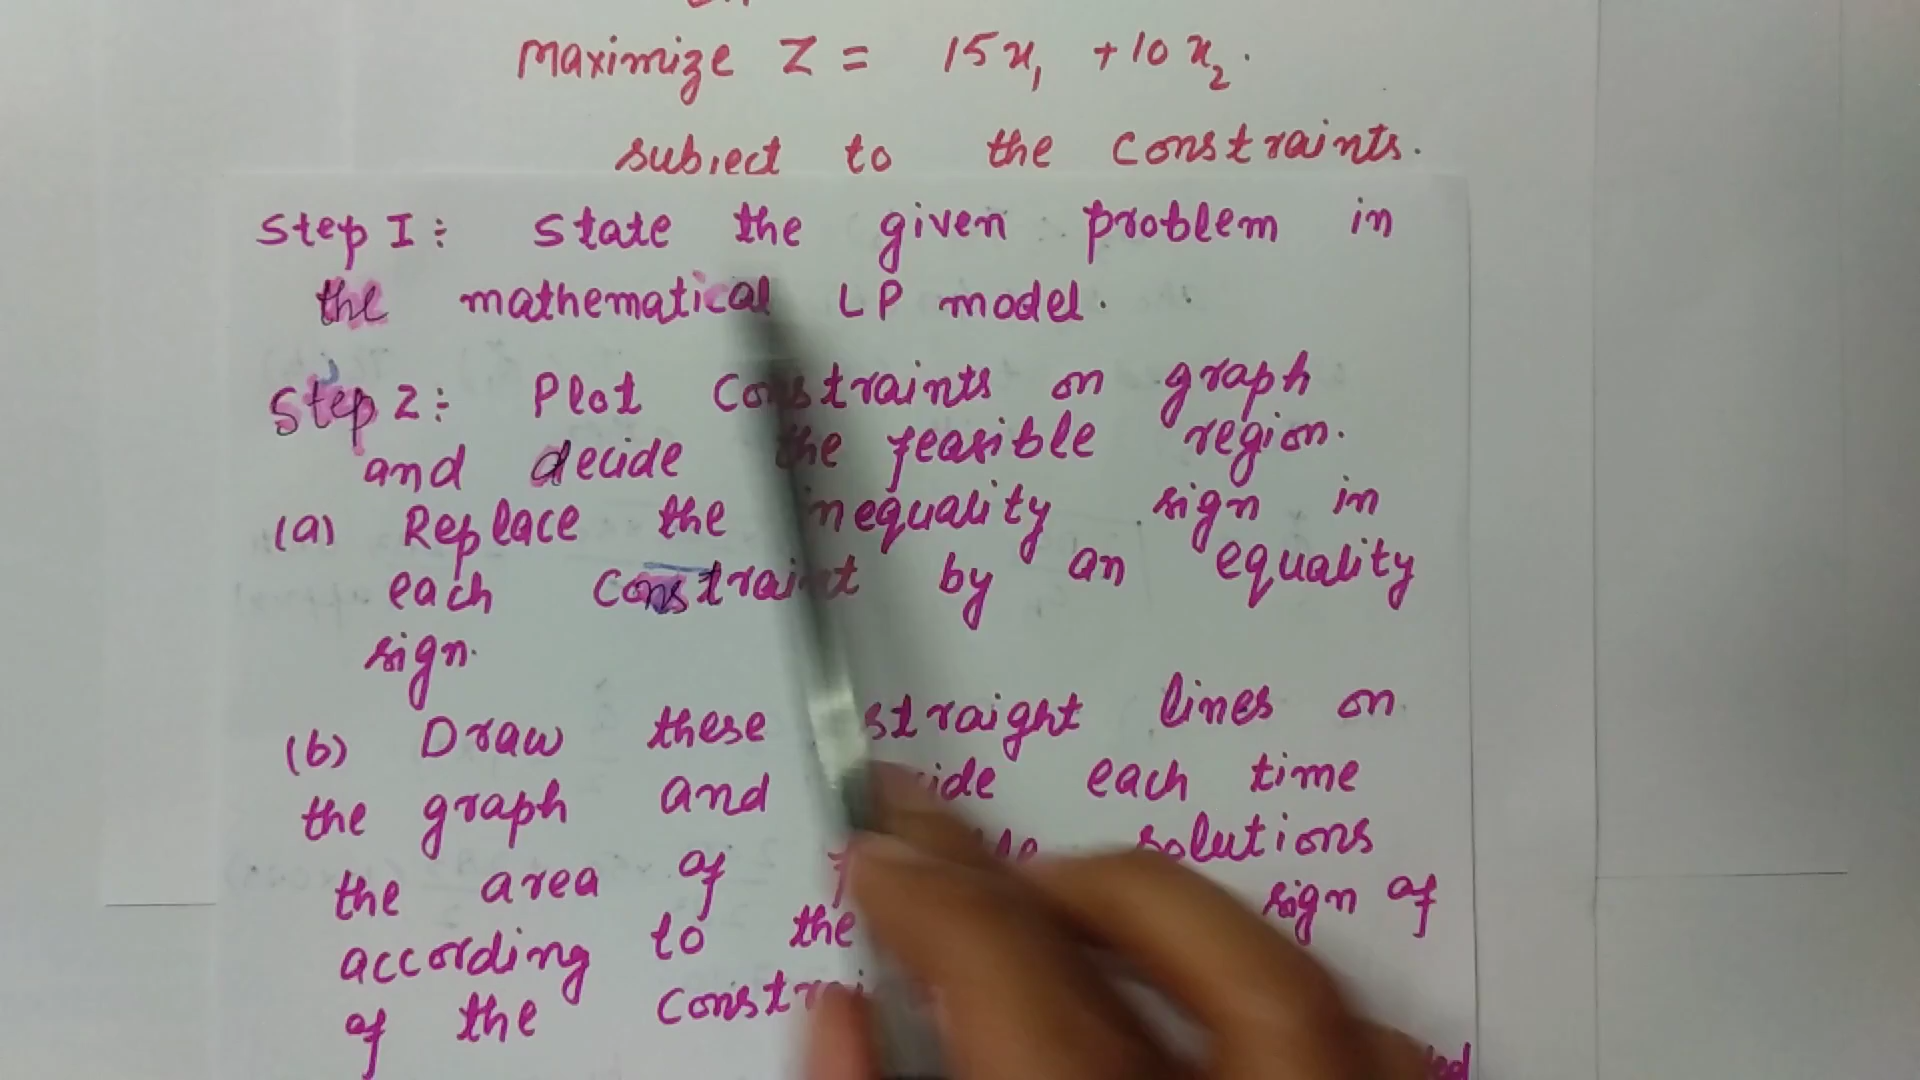 Maximize Z = 15x₁ + 10x₂.
subject to the constraints.
Step I: State the given problem in
the mathematical LP model.
Step 2: Plot Constraints on graph
and decide the feasible region.
(a) Replace the inequality sign in
each constraint by an equality
sign.
(b) Draw these straight lines on
the graph and each time
the area of solutions
according to the sign of
of the